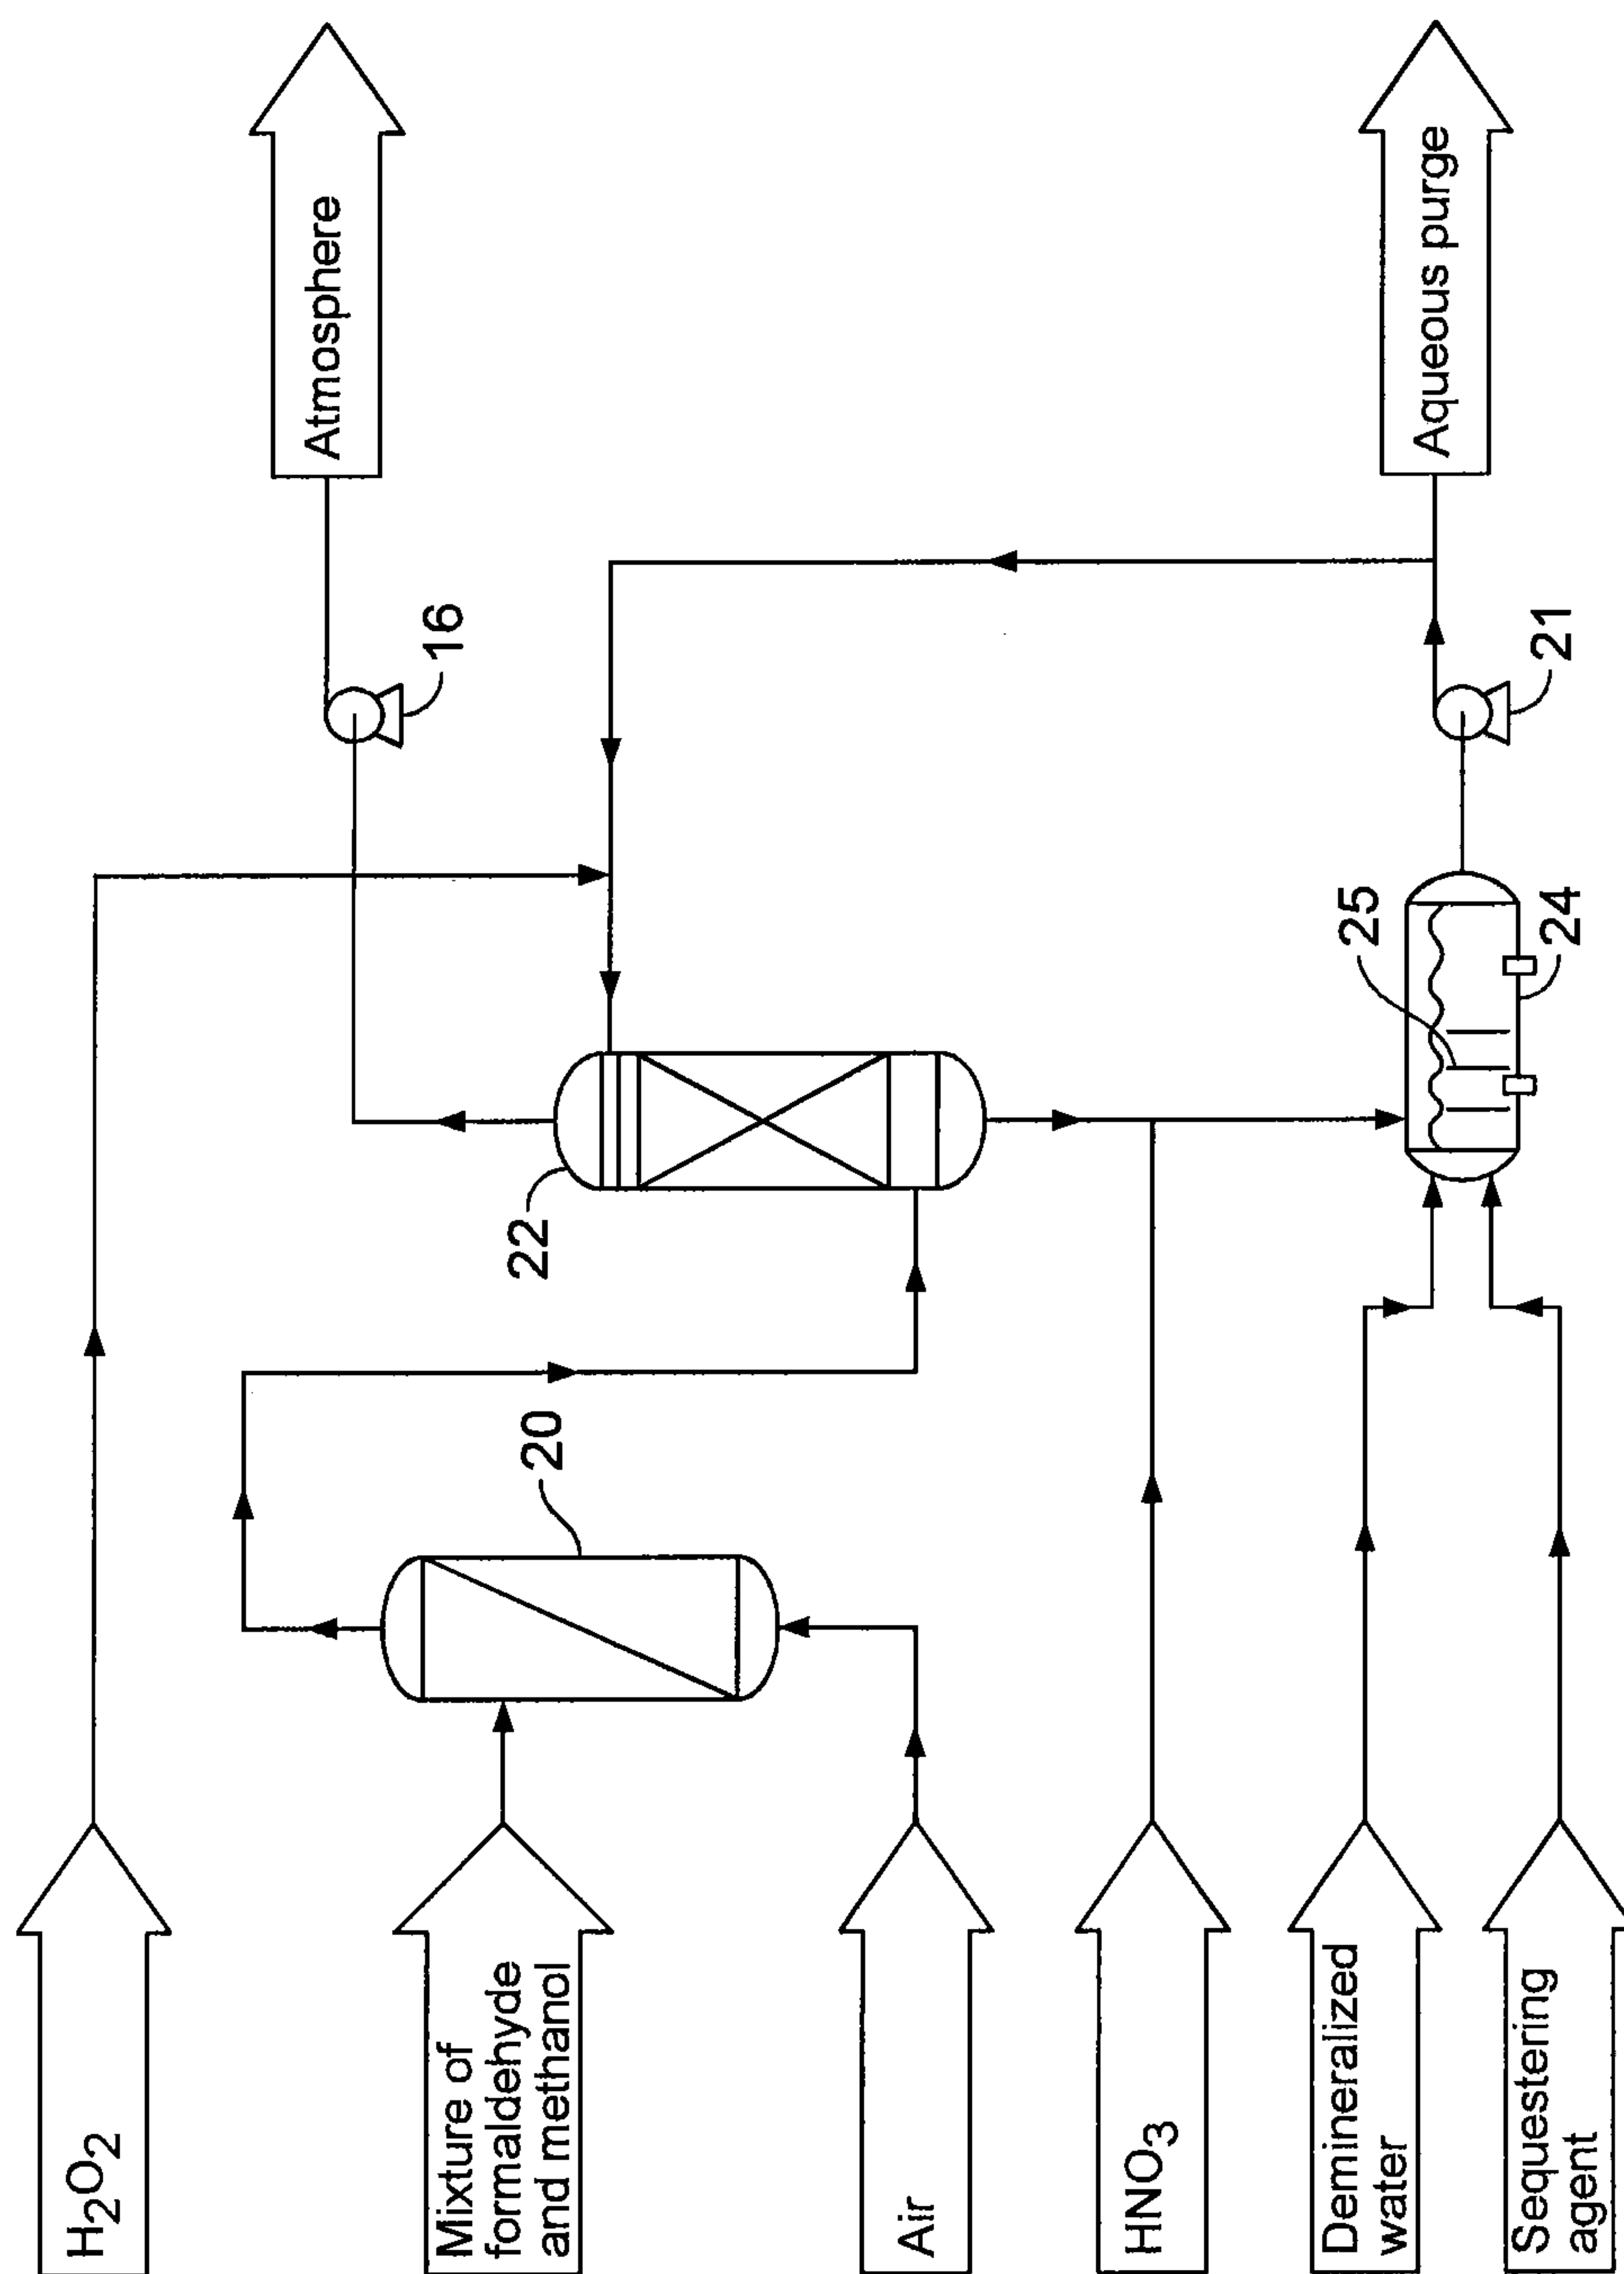 H2O2
Mixture of
formaldehyde
and methanol
Air
HNO3
Demineralized
water
Sequestering
agent
20
22
16
25
24
21
Atmosphere
Aqueous purge